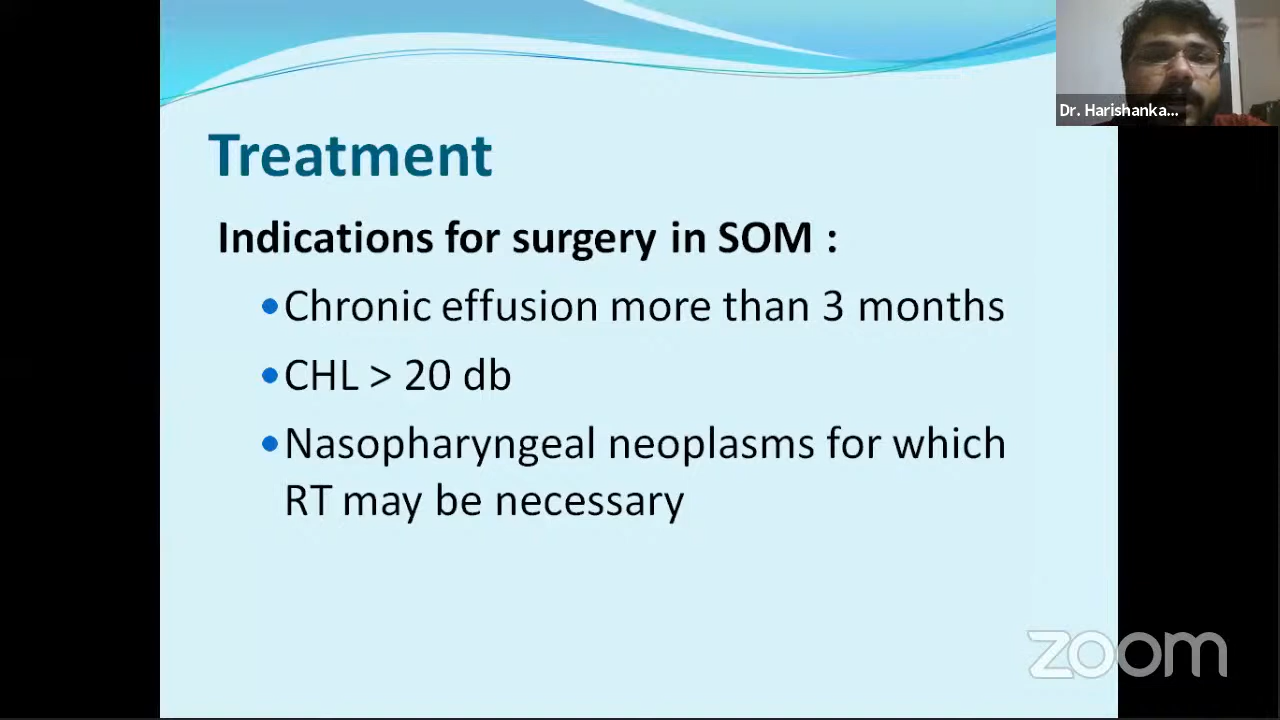 Dr. Harishanka...
Treatment
Indications for surgery in SOM :
•Chronic effusion more than 3 months
•CHL > 20 db
•Nasopharyngeal neoplasms for which
RT may be necessary
zoom